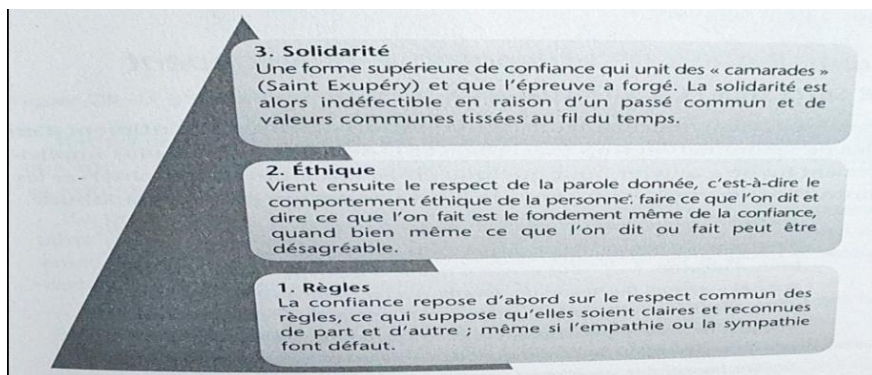 3. Solidarité
Une forme supérieure de confiance qui unit des « camarades »
(Saint Exupéry) et que l'épreuve a forgé. La solidarité est
alors indéfectible en raison d'un passé commun et de
valeurs communes tissées au fil du temps.
2. Éthique
Vient ensuite le respect de la parole donnée, c'est-à-dire le
comportement éthique de la personne: faire ce que l'on dit et
dire ce que l'on fait est le fondement même de la confiance,
quand bien même ce que l'on dit ou fait peut être
désagréable.
1. Règles
La confiance repose d'abord sur le respect commun des
règles, ce qui suppose qu'elles soient claires et reconnues
de part et d'autre ; même si l'empathie ou la sympathie
font défaut.